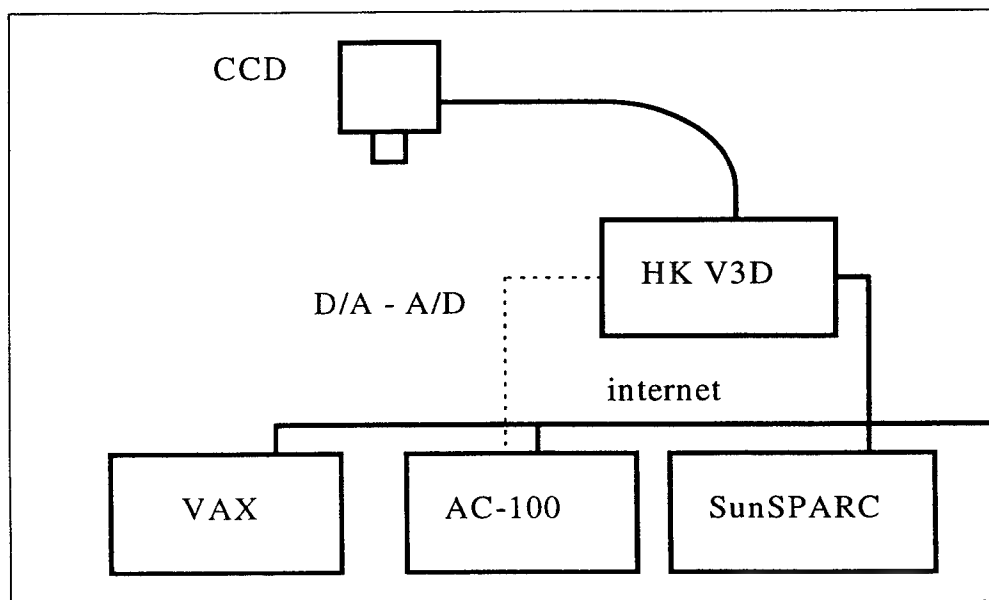 CCD
HK V3D
D/A - A/D
internet
VAX
AC-100
SunSPARC